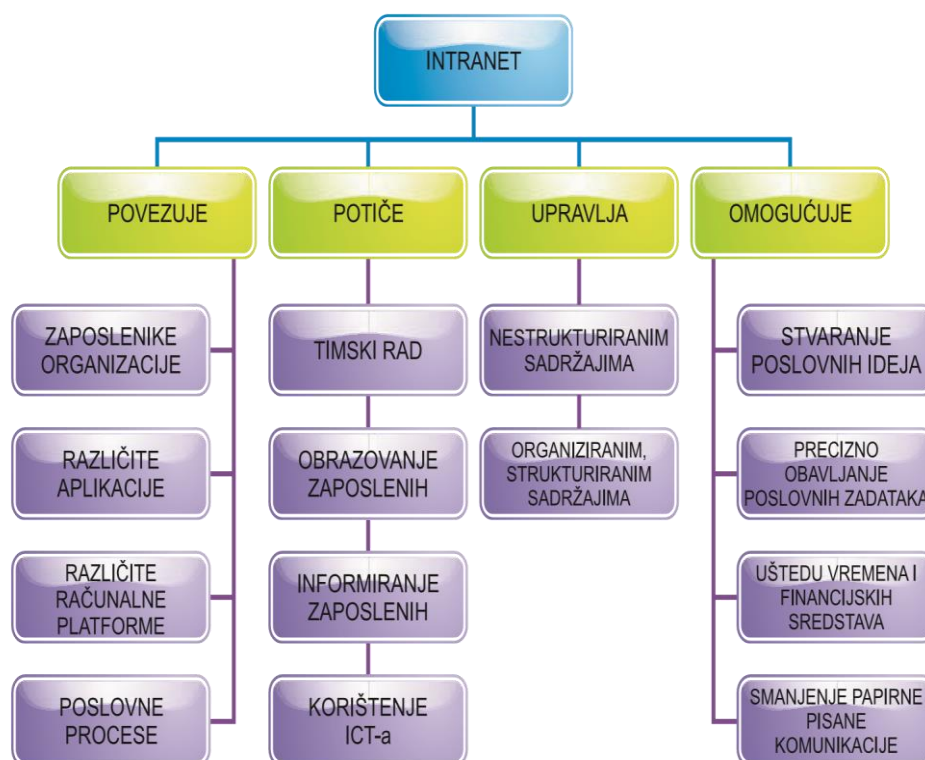 INTRANET
POVEZUJE
POTIČE
UPRAVLJA
OMOGUĆUJE
ZAPOSLENIKE
ORGANIZACIJE
RAZLIČITE
APLIKACIJE
RAZLIČITE
RAČUNALNE
PLATFORME
POSLOVNE
PROCESE
TIMSKI RAD
OBRAZOVANJE
ZAPOSLENIH
INFORMIRANJE
ZAPOSLENIH
KORIŠTENJE
ICT-a
NESTRUKTURIRANIM
SADRŽAJIMA
ORGANIZIRANIM,
STRUKTURIRANIM
SADRŽAJIMA
STVARANJE
POSLOVNIH IDEJA
PRECIZNO
OBAVLJANJE
POSLOVNIH ZADATAKA
UŠTEDU VREMENA I
FINANCIJSKIH
SREDSTAVA
SMANJENJE PAPIRNE
PISANE
KOMUNIKACIJE